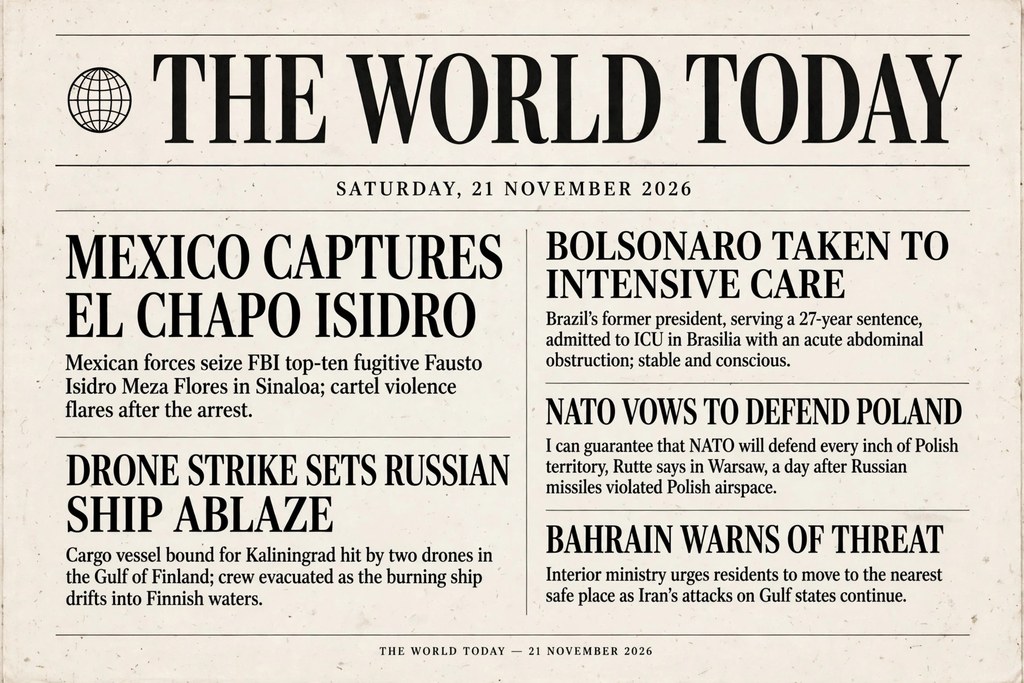 THE WORLD TODAY
SATURDAY, 21 NOVEMBER 2026
MEXICO CAPTURES
EL CHAPO ISIDRO
Mexican forces seize FBI top-ten fugitive Fausto
Isidro Meza Flores in Sinaloa; cartel violence
flares after the arrest.
DRONE STRIKE SETS RUSSIAN
SHIP ABLAZE
Cargo vessel bound for Kaliningrad hit by two drones in
the Gulf of Finland; crew evacuated as the burning ship
drifts into Finnish waters.
BOLSONARO TAKEN TO
INTENSIVE CARE
Brazil’s former president, serving a 27-year sentence,
admitted to ICU in Brasilia with an acute abdominal
obstruction; stable and conscious.
NATO VOWS TO DEFEND POLAND
I can guarantee that NATO will defend every inch of Polish
territory, Rutte says in Warsaw, a day after Russian
missiles violated Polish airspace.
BAHRAIN WARNS OF THREAT
Interior ministry urges residents to move to the nearest
safe place as Iran’s attacks on Gulf states continue.
THE WORLD TODAY — 21 NOVEMBER 2026